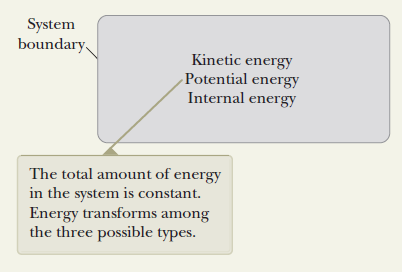 System
boundary
Kinetic energy
Potential energy
Internal energy
The total amount of energy
in the system is constant.
Energy transforms among
the three possible types.